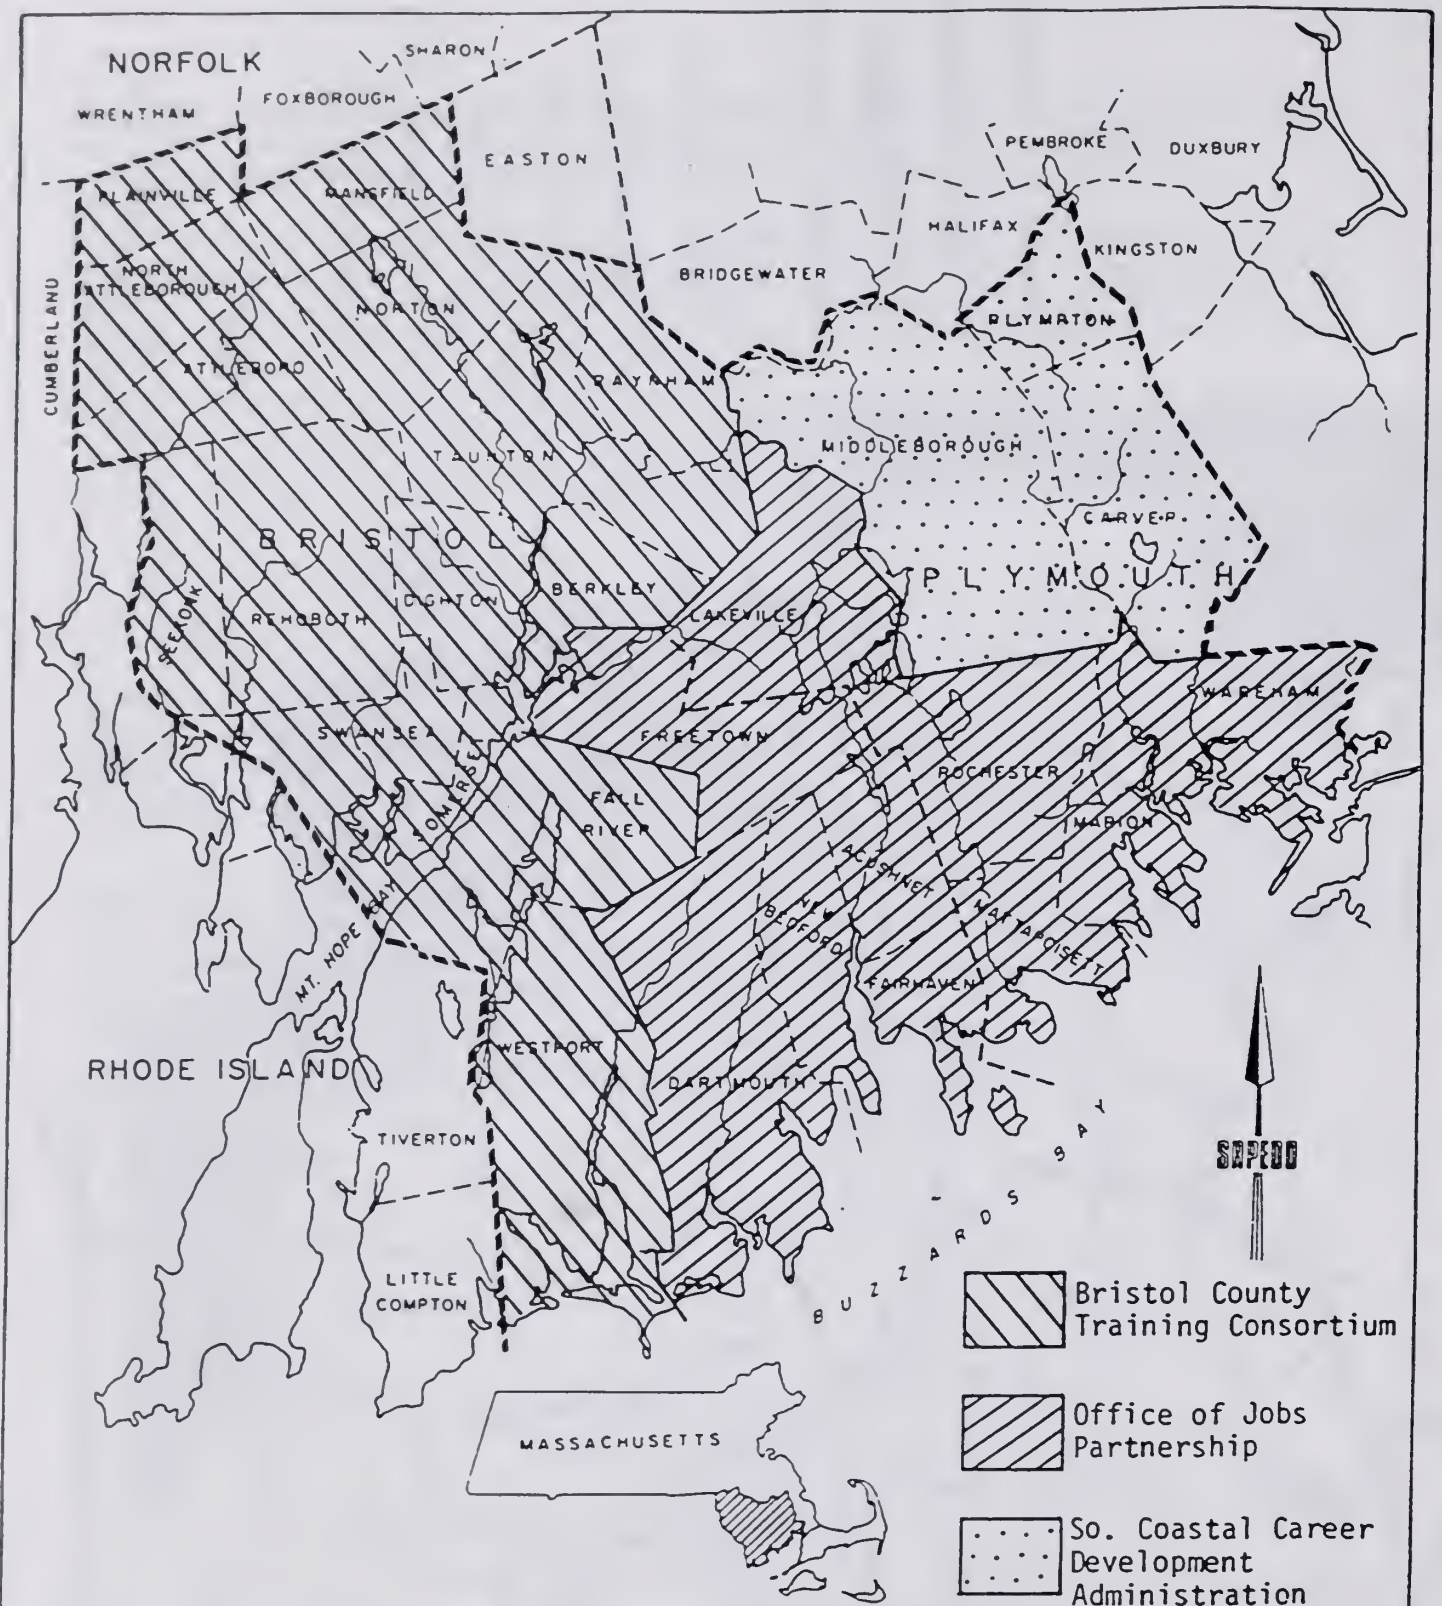 NORFOLK
SHARON
FOXBOROUGH
WRENTHAM
EASTON
PEMBROKE
DUXBURY
PLAINVILLE
MANSFIELD
HALIFAX
KINGSTON
BRIDGEWATER
NORTH
ATTLEBOROUGH
NORTON
PLYMPTON
CUMBERLAND
ATTLEBORO
RAYNHAM
MIDDLEBOROUGH
TAUNTON
CARVER
BRISTOL
PLYMOUTH
BERKLEY
DIGHTON
LAKEVILLE
REHOBOTH
SEEKONK
WAREHAM
SWANSEA
FREETOWN
SOMERSET
ROCHESTER
FALL
RIVER
MARION
ACUSHNET
NEW
BEDFORD
MATTAPOISETT
FAIRHAVEN
MT. HOPE BAY
WESTPORT
RHODE ISLAND
DARTMOUTH
TIVERTON
BUZZARDS BAY
SRPEDD
LITTLE
COMPTON
Bristol County
Training Consortium
MASSACHUSETTS
Office of Jobs
Partnership
So. Coastal Career
Development
Administration